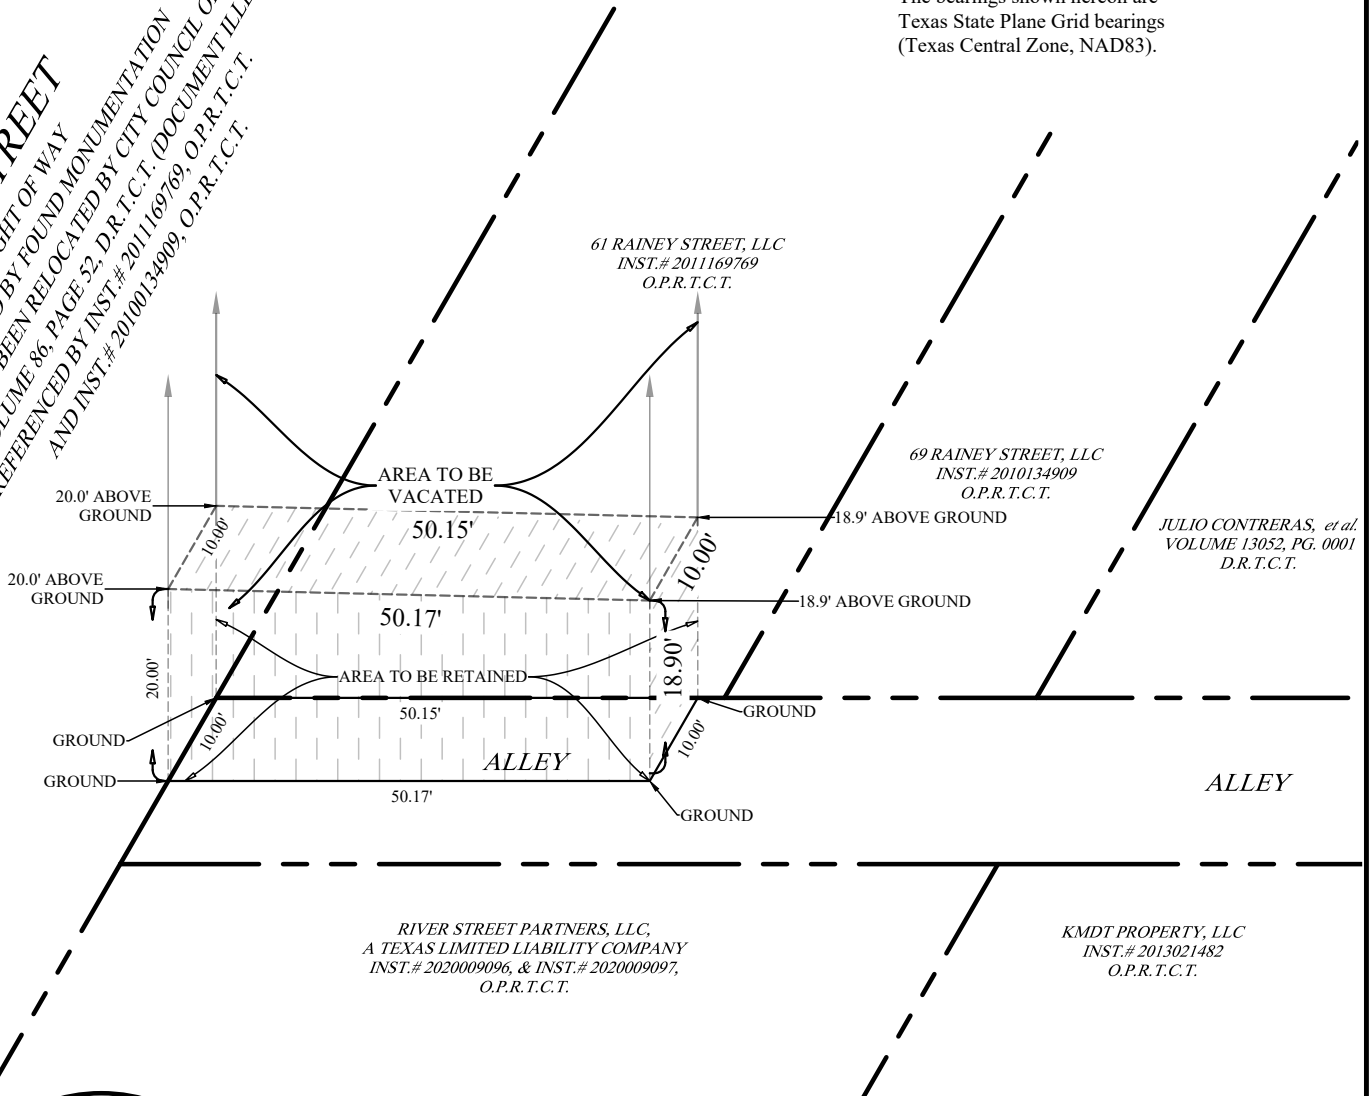 The bearings shown hereon are
Texas State Plane Grid bearings
(Texas Central Zone, NAD83).
REET
GHT OF WAY
D BY FOUND MONUMENTATION
BEEN RELOCATED BY CITY COUNCIL O
LUME 86, PAGE 52, D.R.T.C.T. (DOCUMENT ILLE
REFERENCED BY INST.# 2011169769, O.P.R.T.C.T.
AND INST.# 20100134909, O.P.R.T.C.T.
61 RAINEY STREET, LLC
INST.# 2011169769
O.P.R.T.C.T.
69 RAINEY STREET, LLC
INST.# 2010134909
O.P.R.T.C.T.
JULIO CONTRERAS, et al.
VOLUME 13052, PG. 0001
D.R.T.C.T.
AREA TO BE
VACATED
20.0' ABOVE
GROUND
10.00'
50.15'
18.9' ABOVE GROUND
10.00'
20.0' ABOVE
GROUND
50.17'
18.9' ABOVE GROUND
20.00'
AREA TO BE RETAINED
18.90'
50.15'
GROUND
GROUND
10.00'
10.00'
ALLEY
ALLEY
GROUND
50.17'
GROUND
RIVER STREET PARTNERS, LLC,
A TEXAS LIMITED LIABILITY COMPANY
INST.# 2020009096, & INST.# 2020009097,
O.P.R.T.C.T.
KMDT PROPERTY, LLC
INST.# 2013021482
O.P.R.T.C.T.